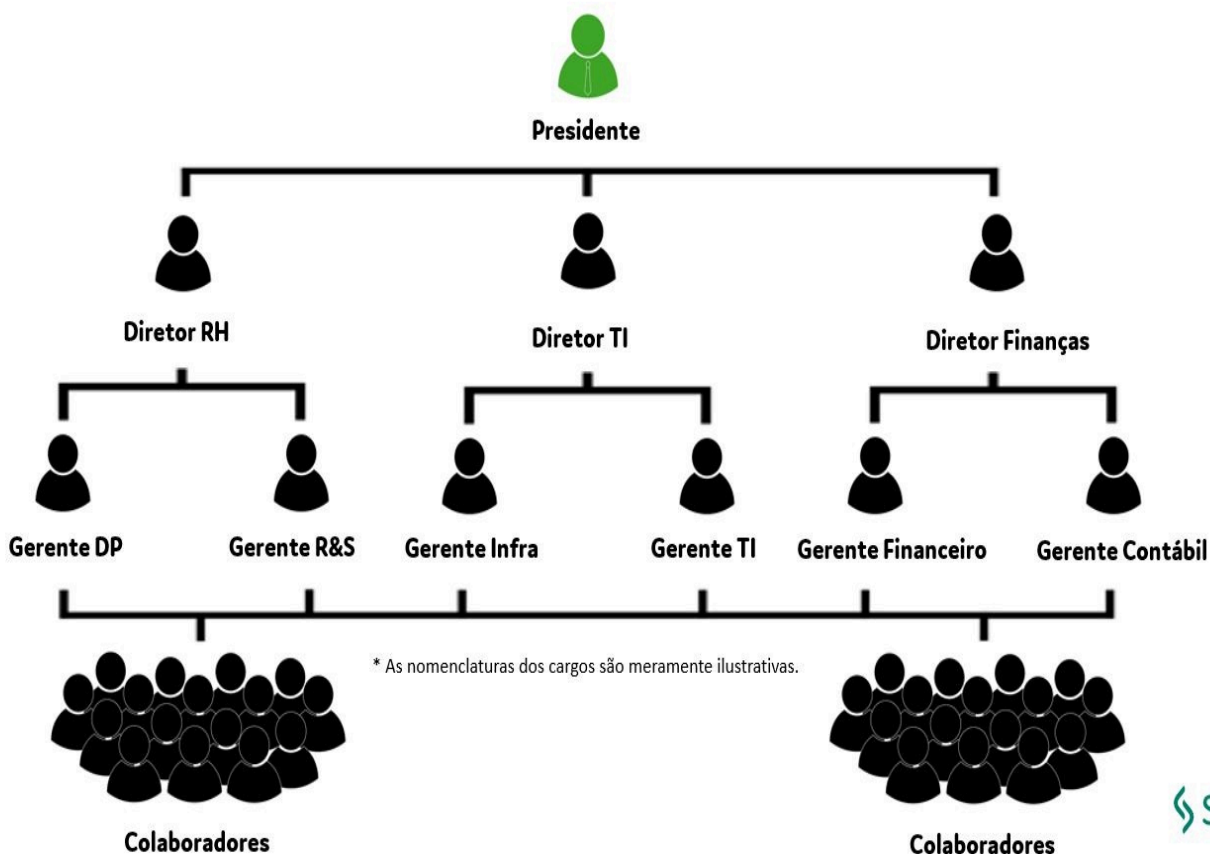 Presidente
Diretor RH
Diretor TI
Diretor Finanças
Gerente DP
Gerente R&S
Gerente Infra
Gerente TI
Gerente Financeiro
Gerente Contábil
* As nomenclaturas dos cargos são meramente ilustrativas.
Colaboradores
Colaboradores